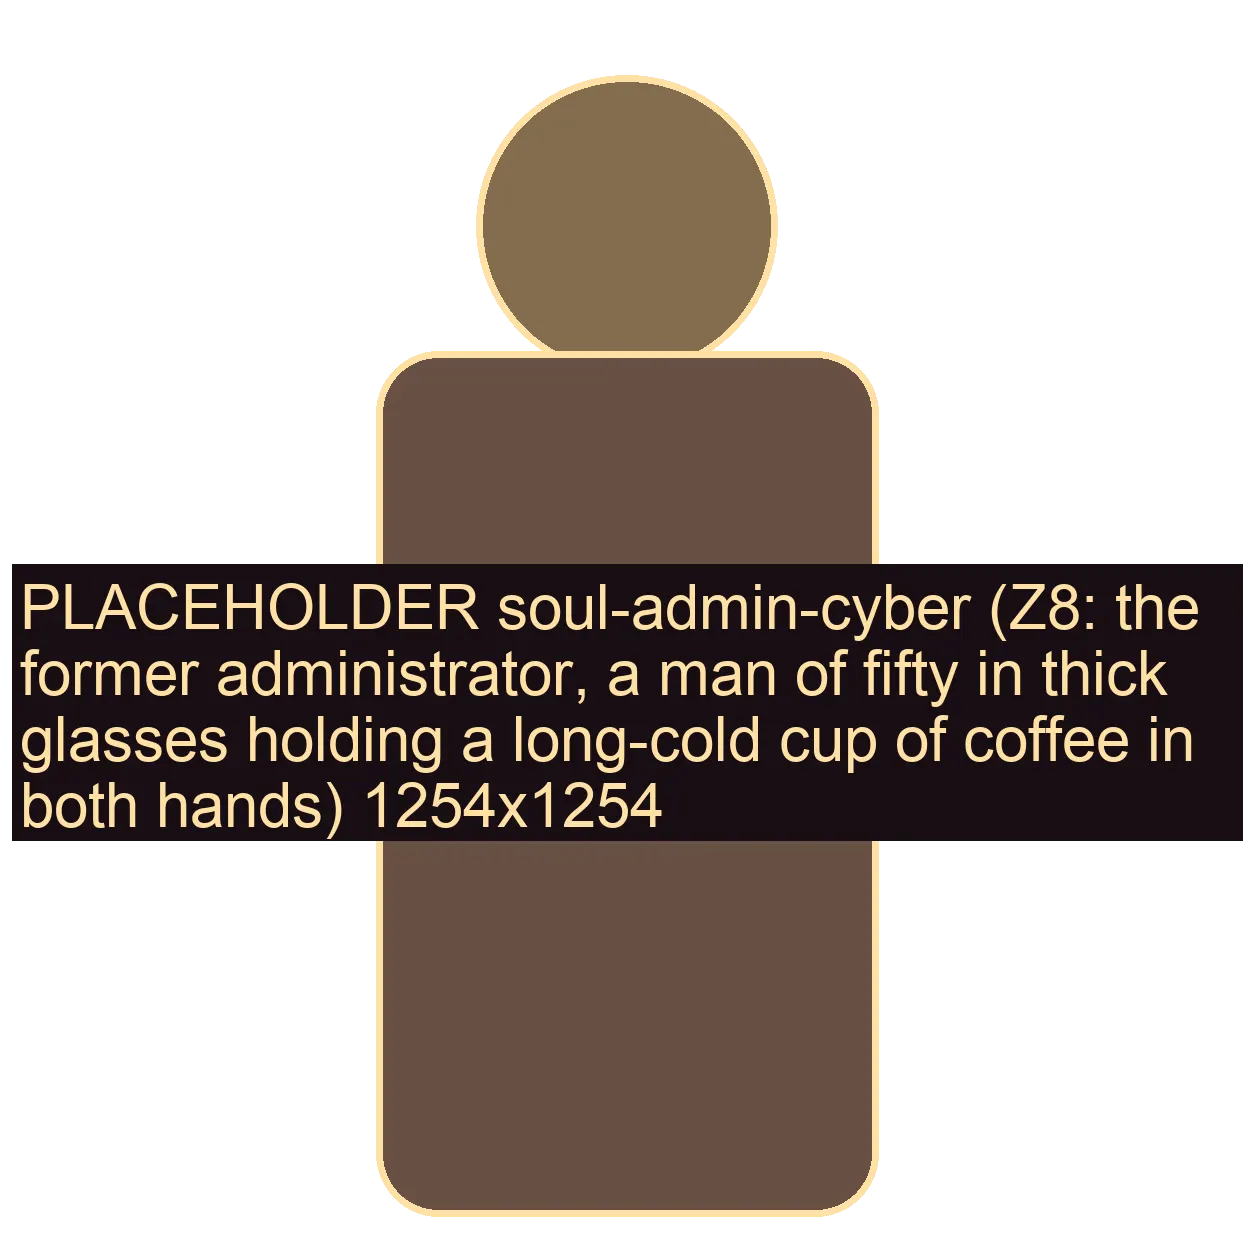 PLACEHOLDER soul-admin-cyber (Z8: the
former administrator, a man of fifty in thick
glasses holding a long-cold cup of coffee in
both hands) 1254x1254